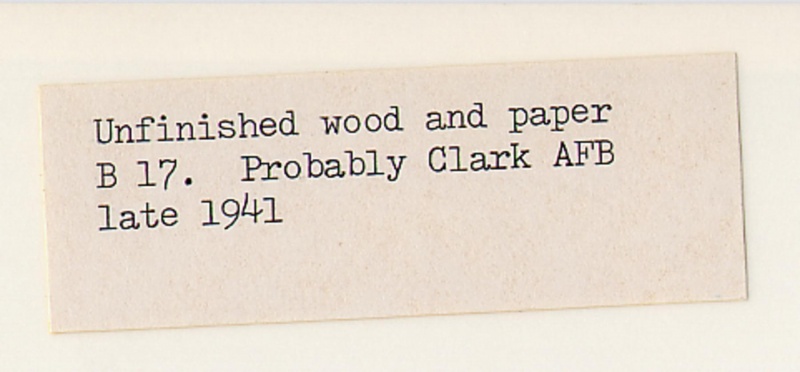 Unfinished wood and paper
B 17.  Probably Clark AFB
late 1941